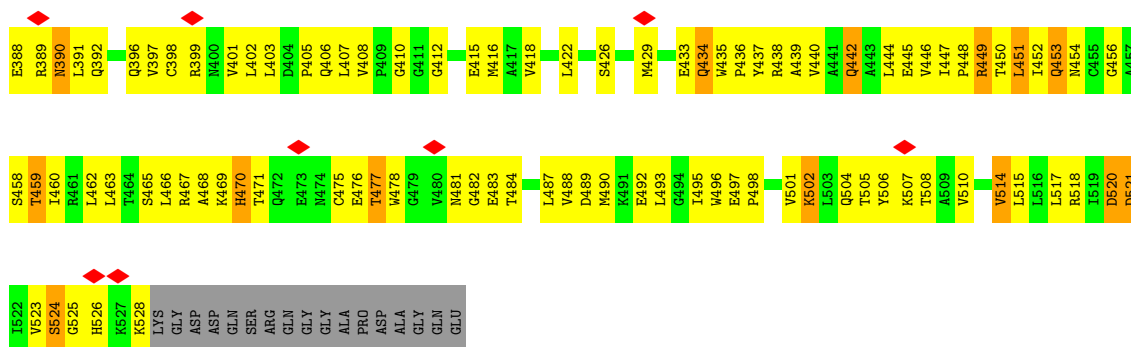 E388 R389 N390 L391 Q392 Q396 V397 C398 R399 N400 V401 L402 L403 D404 P405 Q406 L407 V408 P409 G410 G411 G412 E415 M416 A417 V418 L422 S426 M429 E433 Q434 W435 P436 Y437 R438 A439 V440 A441 Q442 A443 L444 E445 V446 I447 P448 R449 T450 L451 I452 Q453 N454 C455 G456 A457
S458 T459 I460 R461 L462 L463 T464 S465 L466 R467 A468 K469 H470 T471 Q472 E473 N474 C475 E476 T477 W478 G479 V480 N481 G482 E483 T484 L487 V488 D489 M490 K491 E492 L493 G494 I495 W496 E497 P498 V501 K502 L503 Q504 T505 Y506 K507 T508 A509 V510 V514 L515 L516 L517 R518 I519 D520 D521
I522 V523 S524 G525 H526 K527 K528 LYS GLY ASP ASP GLN SER ARG GLN GLY GLY ALA PRO ASP ALA GLY GLN GLU